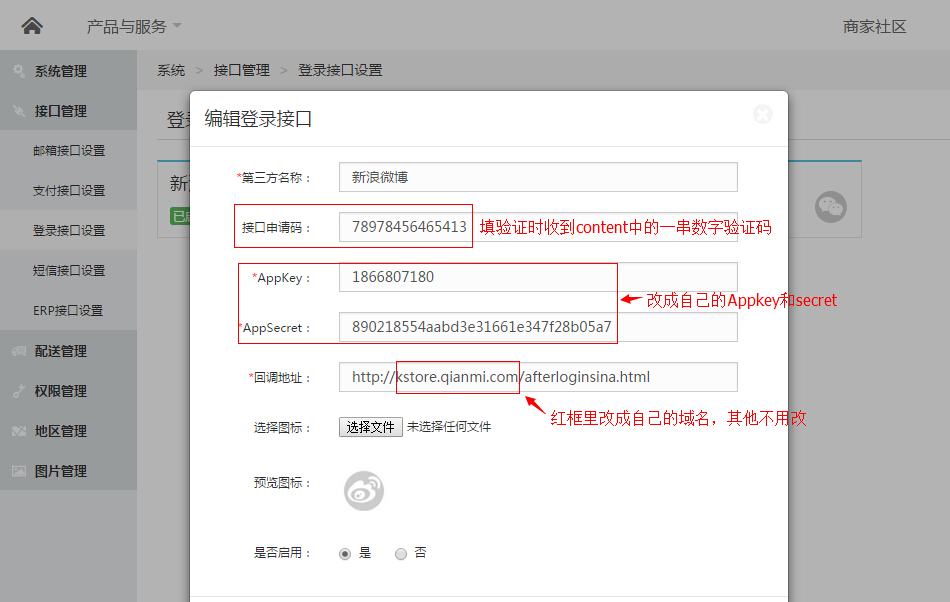 产品与服务
商家社区
系统管理
系统 > 接口管理 > 登录接口设置
接口管理
登
编辑登录接口
邮箱接口设置
*第三方名称：
新浪微博
支付接口设置
新
登录接口设置
已
接口申请码：
78978456465413
填验证时收到content中的一串数字验证码
短信接口设置
*AppKey：
1866807180
改成自己的Appkey和secret
ERP接口设置
*AppSecret：
890218554aabd3e31661e347f28b05a7
配送管理
*回调地址：
http://kstore.qianmi.com/afterloginsina.html
权限管理
红框里改成自己的域名，其他不用改
地区管理
选择图标：
选择文件 未选择任何文件
图片管理
预览图标：
是否启用：
是
否